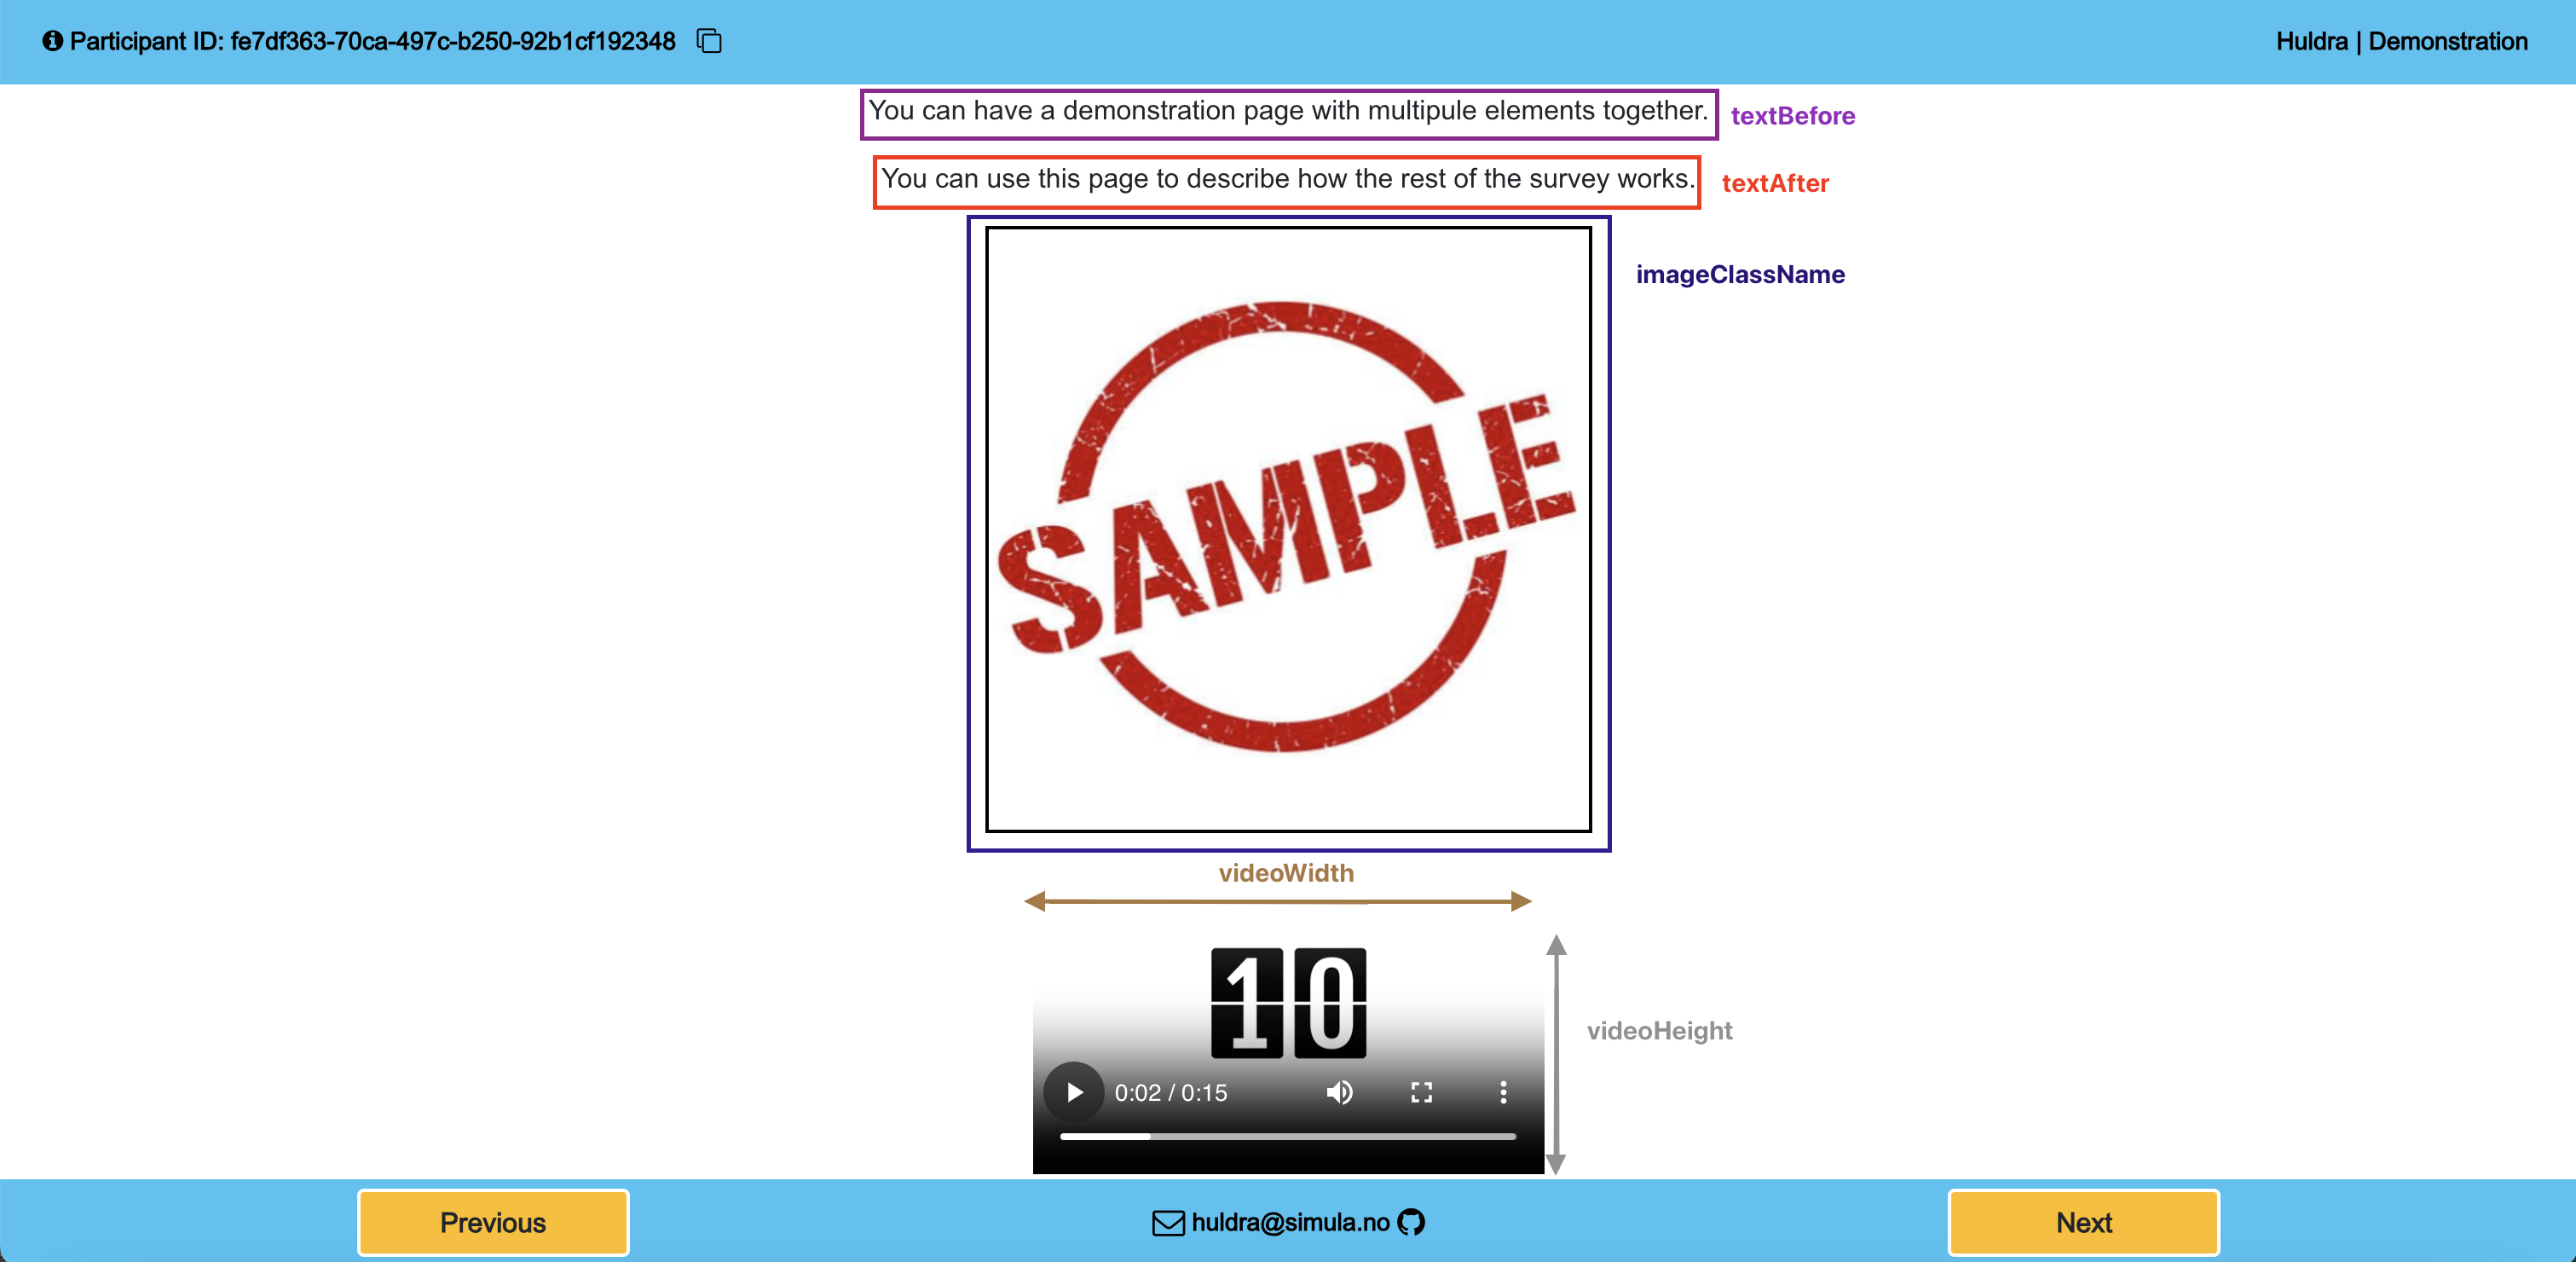 Participant ID: fe7df363-70ca-497c-b250-92b1cf192348
Huldra | Demonstration
You can have a demonstration page with multipule elements together. textBefore
You can use this page to describe how the rest of the survey works. textAfter
imageClassName
SAMPLE
videoWidth
10
videoHeight
0:02 / 0:15
Previous
huldra@simula.no
Next